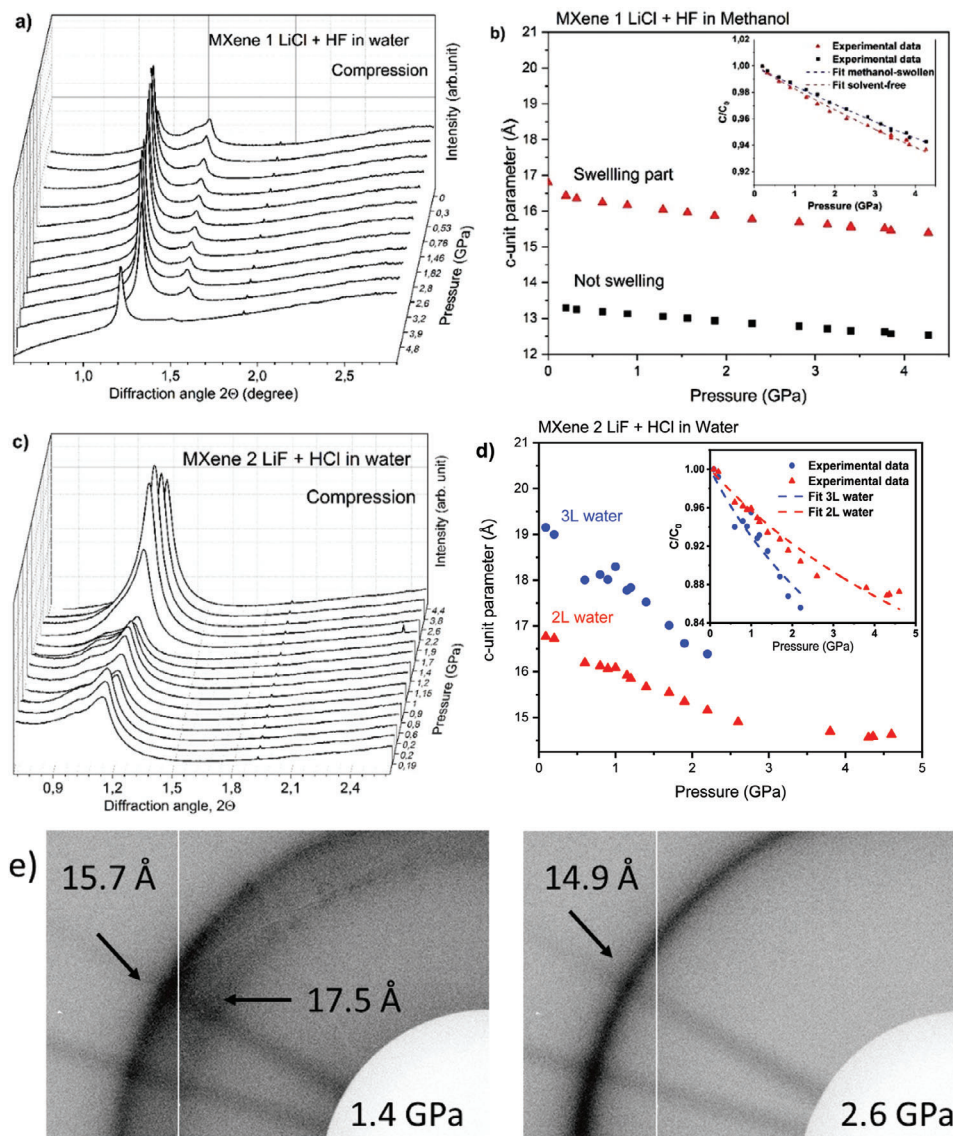 a)
MXene 1 LiCl + HF in water
Compression
Intensity (arb.unit)
0
0,3
0,53
0,76
1,46
1,62
2,8
2,6
3,2
3,9
4,8
Pressure (GPa)
1,0
1,5
2,0
2,5
Diffraction angle 2Θ (degree)
b)
MXene 1 LiCl + HF in Methanol
21
20
19
18
17
16
15
14
13
12
c-unit parameter (Å)
Swellling part
Not swelling
0
1
2
3
4
Pressure (GPa)
1,02
1,00
0,98
0,96
0,94
0,92
C/C₀
Experimental data
Experimental data
Fit methanol-swollen
Fit solvent-free
0
1
2
3
4
Pressure (GPa)
c)
MXene 2 LiF + HCl in water
Compression
Intensity (arb. unit)
4,4
3,8
2,6
2,2
1,9
1,7
1,4
1,2
1,15
1
0,9
0,8
0,6
0,2
0,19
Pressure (GPa)
0,9
1,2
1,5
1,8
2,1
2,4
Diffraction angle, 2Θ
d)
MXene 2 LiF + HCl in Water
21
20
19
18
17
16
15
c-unit parameter (Å)
3L water
2L water
0
1
2
3
4
5
Pressure (GPa)
1.00
0.96
0.92
0.88
0.84
C/C₀
Experimental data
Experimental data
Fit 3L water
Fit 2L water
0
1
2
3
4
5
Pressure (GPa)
e)
15.7 Å
17.5 Å
1.4 GPa
14.9 Å
2.6 GPa